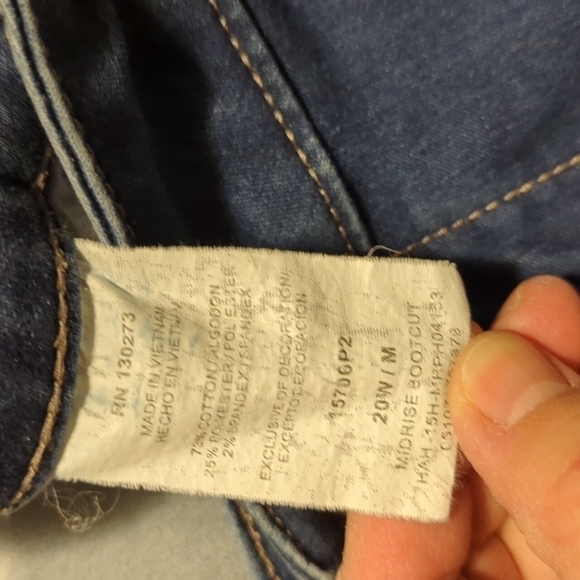 RN 130273
MADE IN VIETNAM
HECHO EN VIETNAM
73% COTTON/ALGODON
25% POLYESTER/POLIESTER
2% SPANDEX/SPANDEX
EXCLUSIVE OF DECORATION
EXCEPTO DECORACION
15706P2
20W / M
MIDRISE BOOTCUT